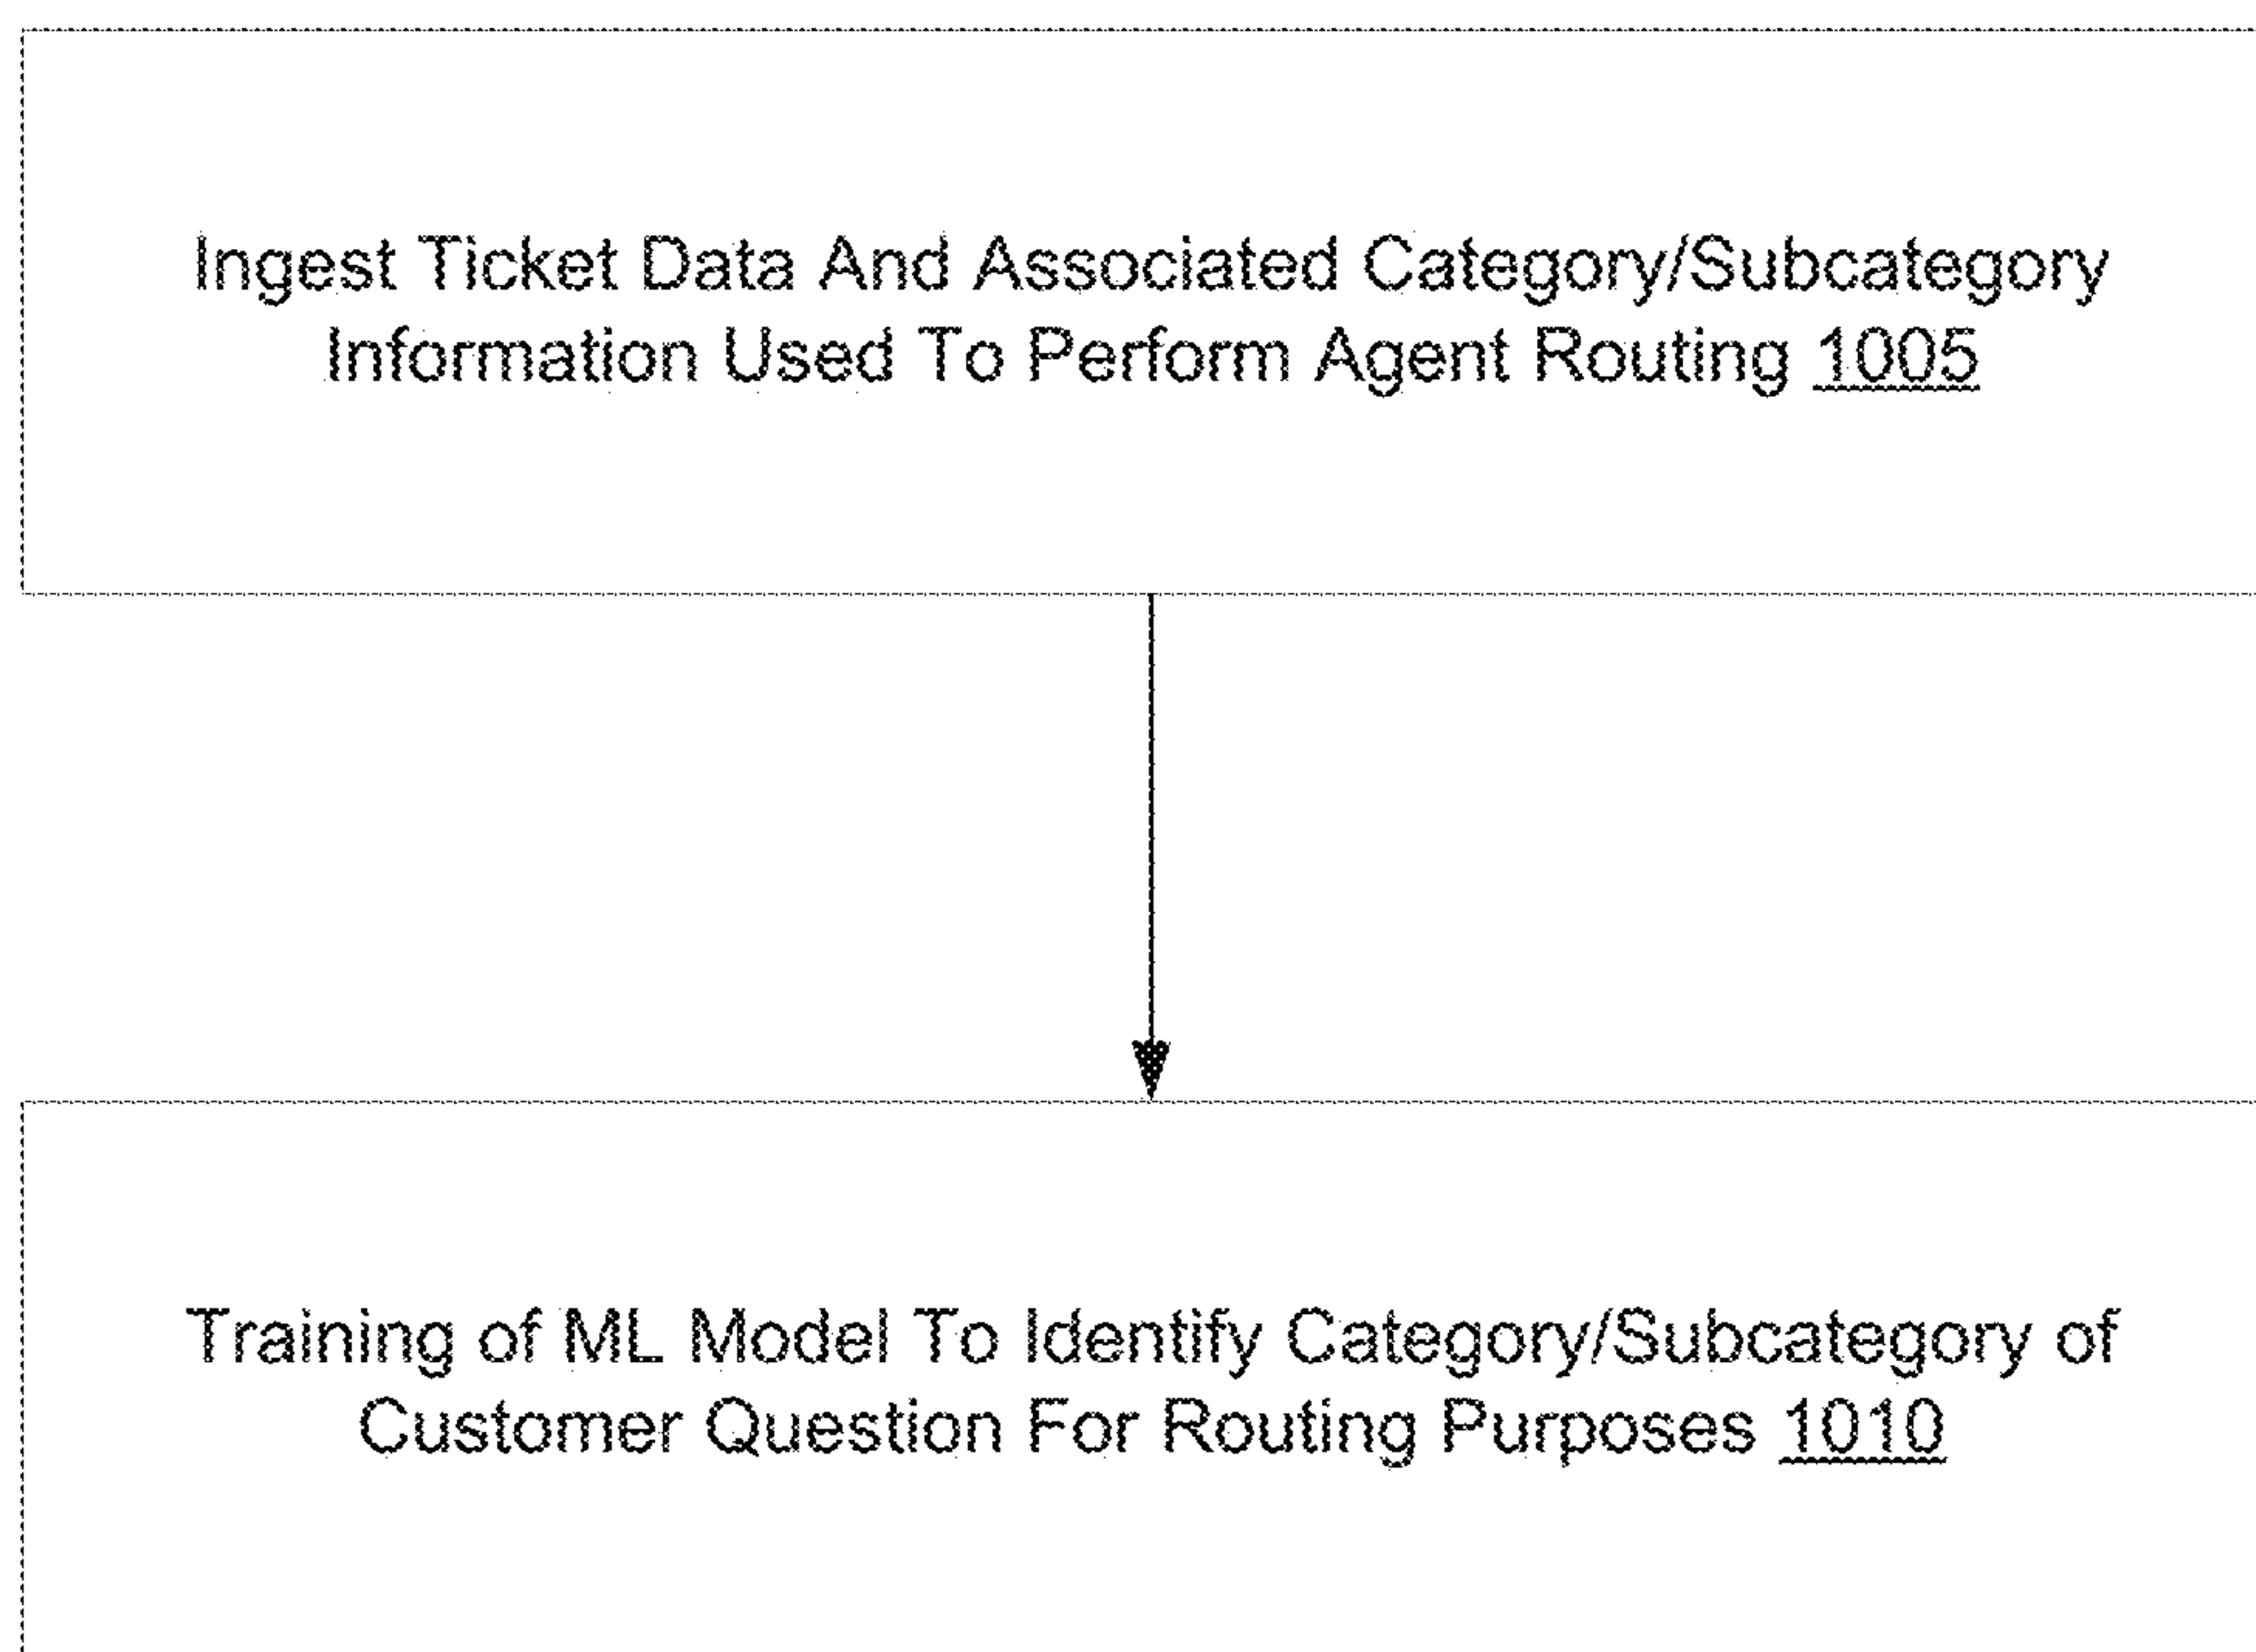 Ingest Ticket Data And Associated Category/Subcategory
Information Used To Perform Agent Routing 1005
Training of ML Model To Identify Category/Subcategory of
Customer Question For Routing Purposes 1010